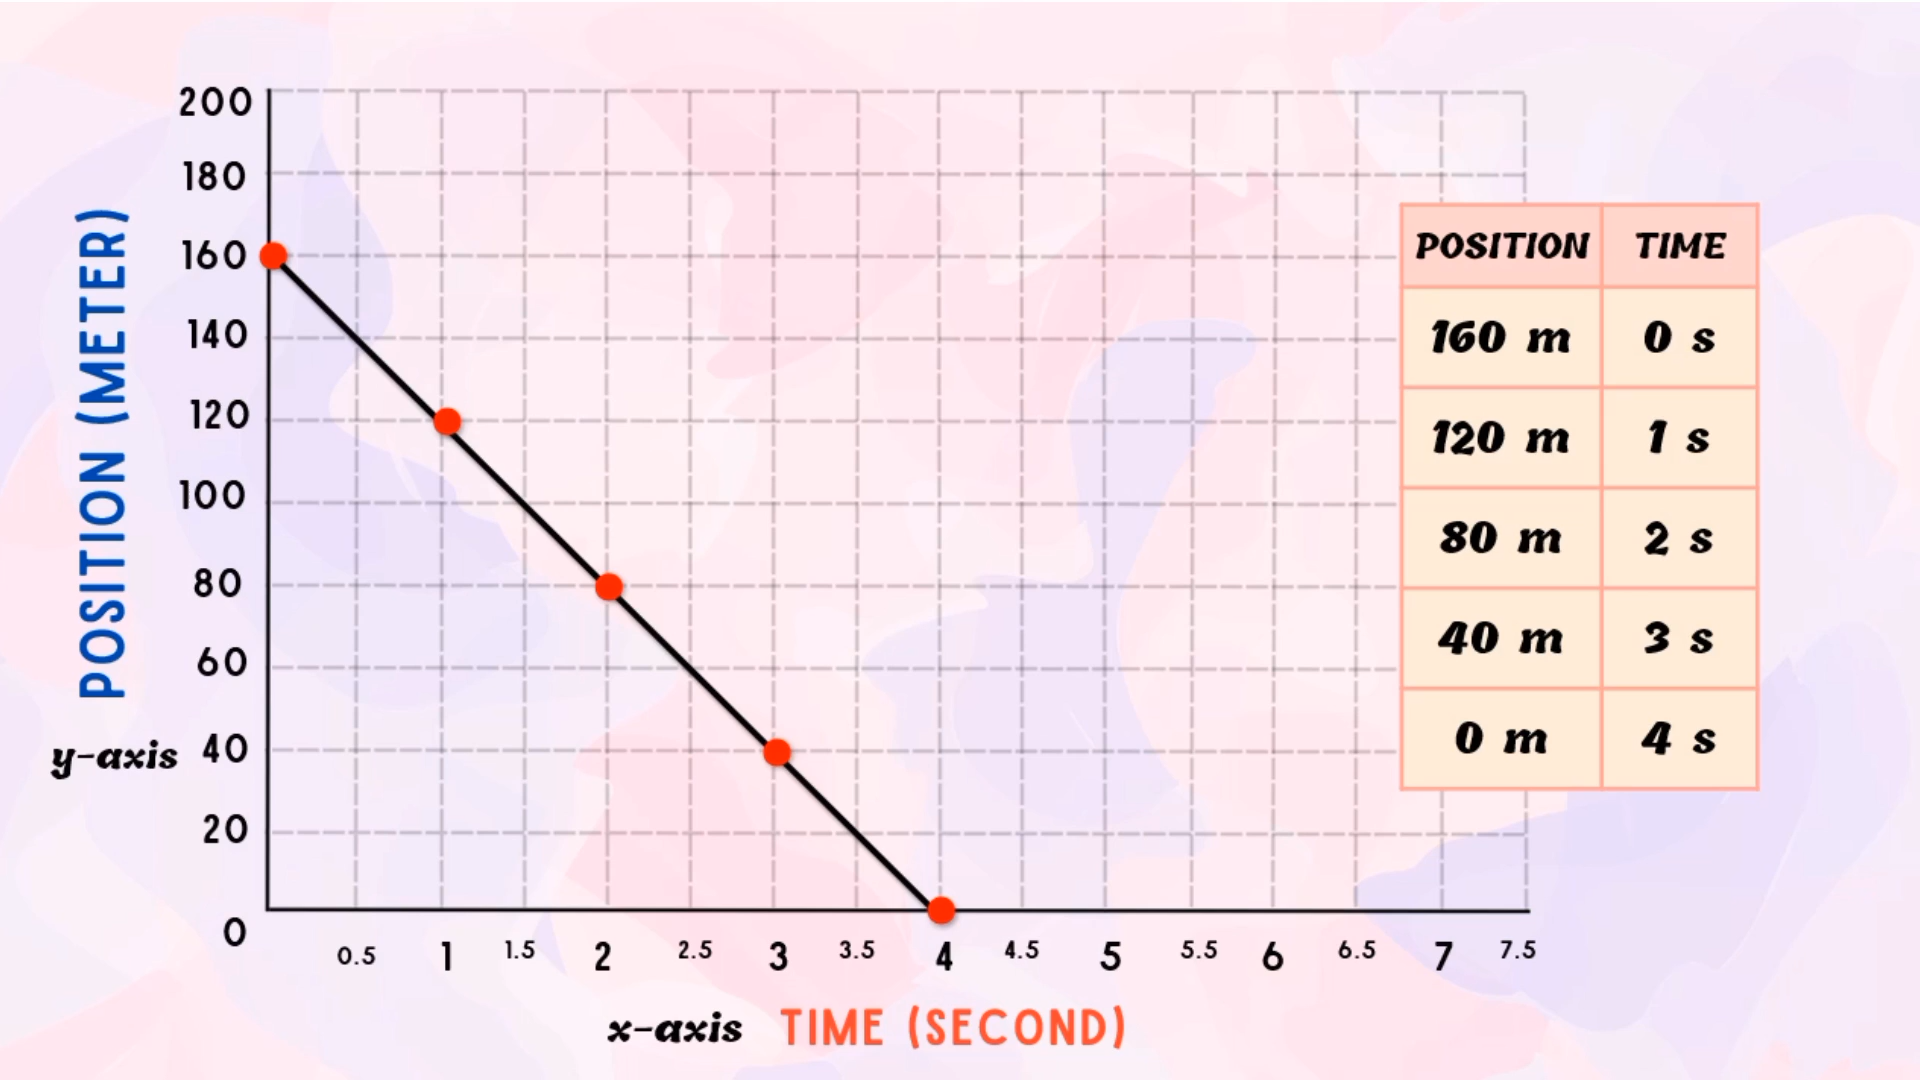 POSITION (METER)
y-axis
200
180
160
140
120
100
80
60
40
20
0
0.5 1 1.5 2 2.5 3 3.5 4 4.5 5 5.5 6 6.5 7 7.5
x-axis TIME (SECOND)
POSITION TIME
160 m 0 s
120 m 1 s
80 m 2 s
40 m 3 s
0 m 4 s